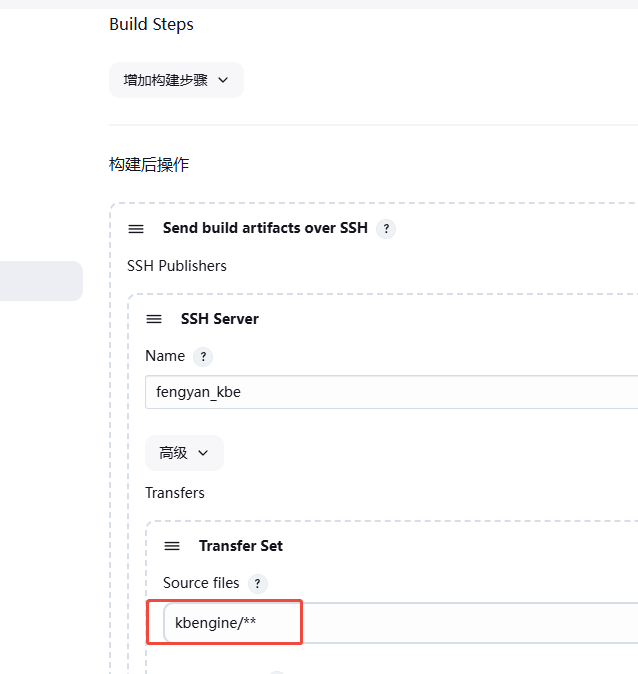 Build Steps
增加构建步骤
构建后操作
Send build artifacts over SSH ?
SSH Publishers
SSH Server
Name ?
fengyan_kbe
高级
Transfers
Transfer Set
Source files ?
kbengine/**